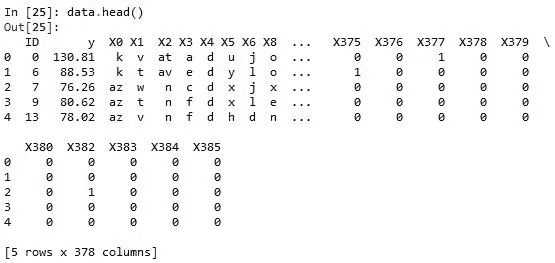 In [25]: data.head()
Out[25]:
   ID       y  X0 X1  X2 X3 X4 X5 X6 X8  ...  X375  X376  X377  X378  X379  \
0   0  130.81   k  v  at  a  d  u  j  o  ...     0     0     1     0     0
1   6   88.53   k  t  av  e  d  y  l  o  ...     1     0     0     0     0
2   7   76.26  az  w   n  c  d  x  j  x  ...     0     0     0     0     0
3   9   80.62  az  t   n  f  d  x  l  e  ...     0     0     0     0     0
4  13   78.02  az  v   n  f  d  h  d  n  ...     0     0     0     0     0
   X380  X382  X383  X384  X385
0     0     0     0     0     0
1     0     0     0     0     0
2     0     1     0     0     0
3     0     0     0     0     0
4     0     0     0     0     0
[5 rows x 378 columns]